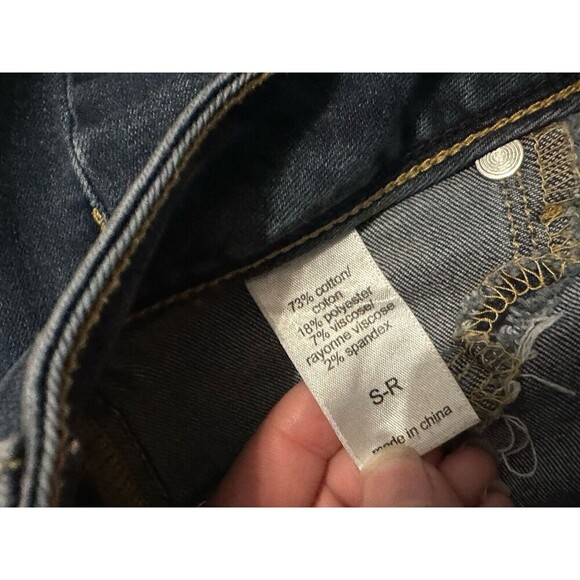 73% cotton/
coton
18% polyester
7% viscose/
rayonne viscose
2% spandex
S-R
made in china